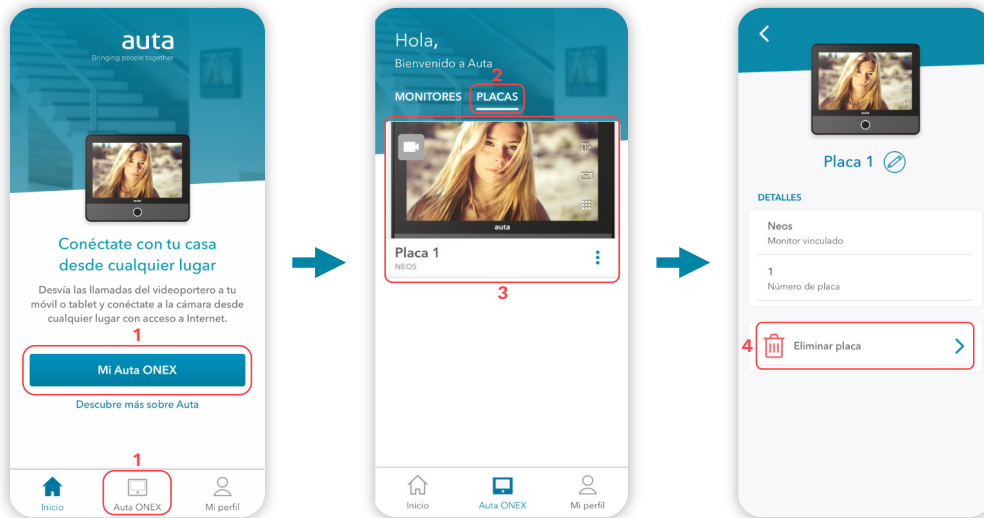 auta
Bringing people together
Conéctate con tu casa
desde cualquier lugar
Desvía las llamadas del videoportero a tu
móvil o tablet y conéctate a la cámara desde
cualquier lugar con acceso a Internet.
1
Mi Auta ONEX
Descubre más sobre Auta
1
Inicio
Auta ONEX
Mi perfil
Hola,
Bienvenido a Auta
2
MONITORES
PLACAS
auta
Placa 1
NEOS
3
Inicio
Auta ONEX
Mi perfil
auta
Placa 1
DETALLES
Neos
Monitor vinculado
1
Número de placa
4
Eliminar placa